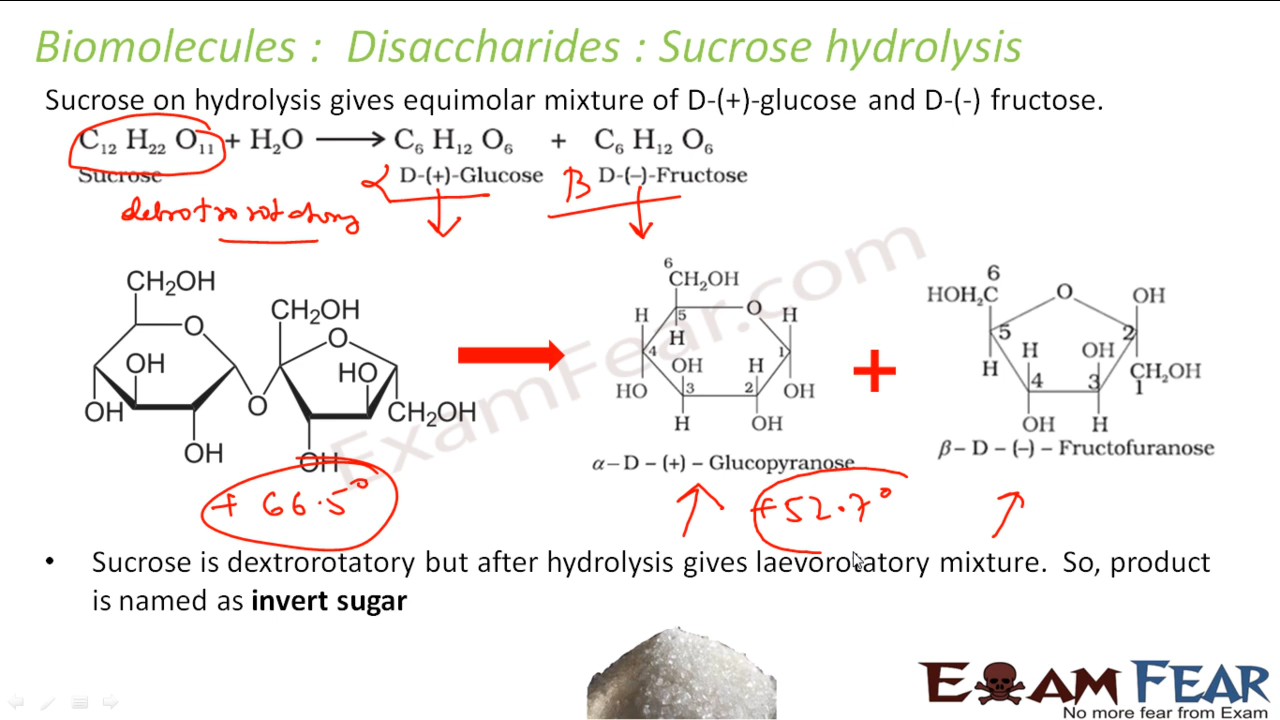 Biomolecules : Disaccharides : Sucrose hydrolysis
Sucrose on hydrolysis gives equimolar mixture of D-(+)-glucose and D-(-) fructose.
C₁₂ H₂₂ O₁₁ + H₂O ⟶ C₆ H₁₂ O₆ + C₆ H₁₂ O₆
Sucrose α D-(+)-Glucose β D-(–)-Fructose
CH₂OH
O
OH
OH
OH
O
CH₂OH
O
HO
CH₂OH
OH
6
CH₂OH
H
5
O
H
H
4
OH
H
1
HO
3
2
OH
H
OH
6
HOH₂C
O
OH
5
2
H
H
OH
CH₂OH
4
3
1
OH
H
α – D – (+) – Glucopyranose
β – D – (–) – Fructofuranose
+ 66.5°
+52.7°
• Sucrose is dextrorotatory but after hydrolysis gives laevorotatory mixture. So, product
is named as invert sugar
ExamFear.com
EXAM FEAR
No more fear from Exam